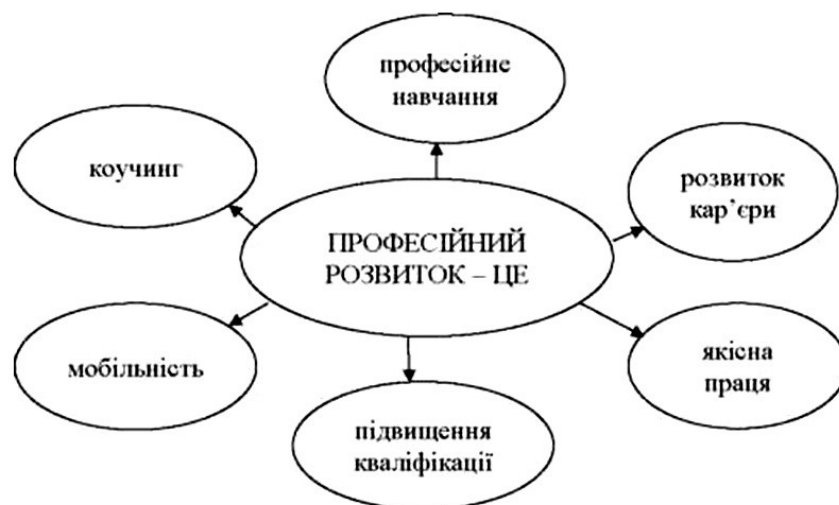 професійне
навчання
коучинг
розвиток
кар’єри
ПРОФЕСІЙНИЙ
РОЗВИТОК – ЦЕ
мобільність
якісна
праця
підвищення
кваліфікації